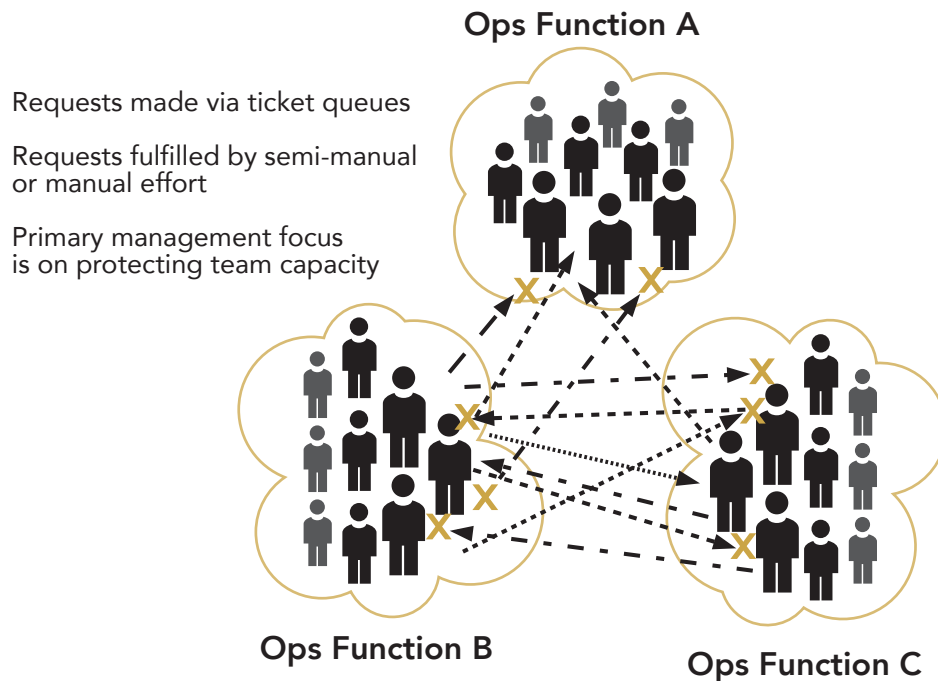 Ops Function A
Requests made via ticket queues
Requests fulfilled by semi-manual
or manual effort
Primary management focus
is on protecting team capacity
X
X
X
X
X
X
X
X
Ops Function B
Ops Function C